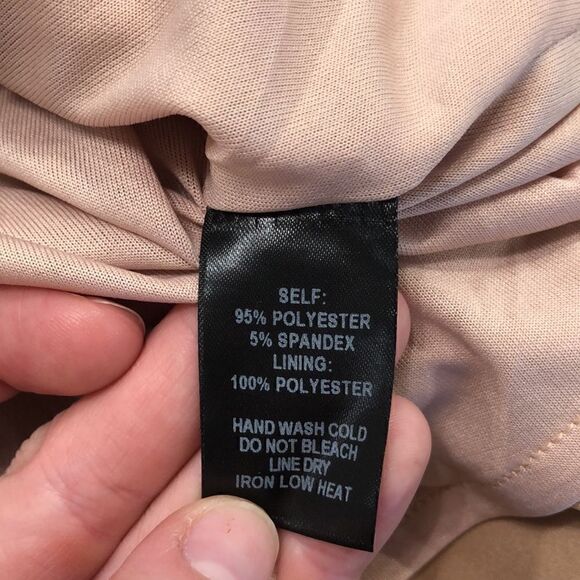 SELF:
95% POLYESTER
5% SPANDEX
LINING:
100% POLYESTER
HAND WASH COLD
DO NOT BLEACH
LINE DRY
IRON LOW HEAT